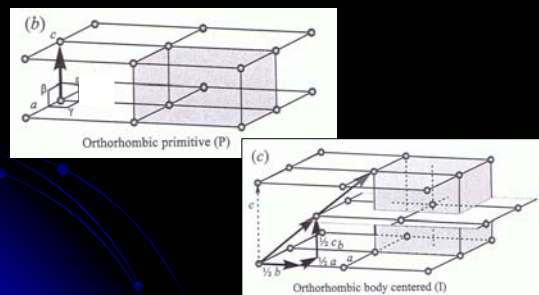 (b)
c
β
a
γ
Orthorhombic primitive (P)
(c)
c
½ c b
½ b
½ a
a
Orthorhombic body centered (I)